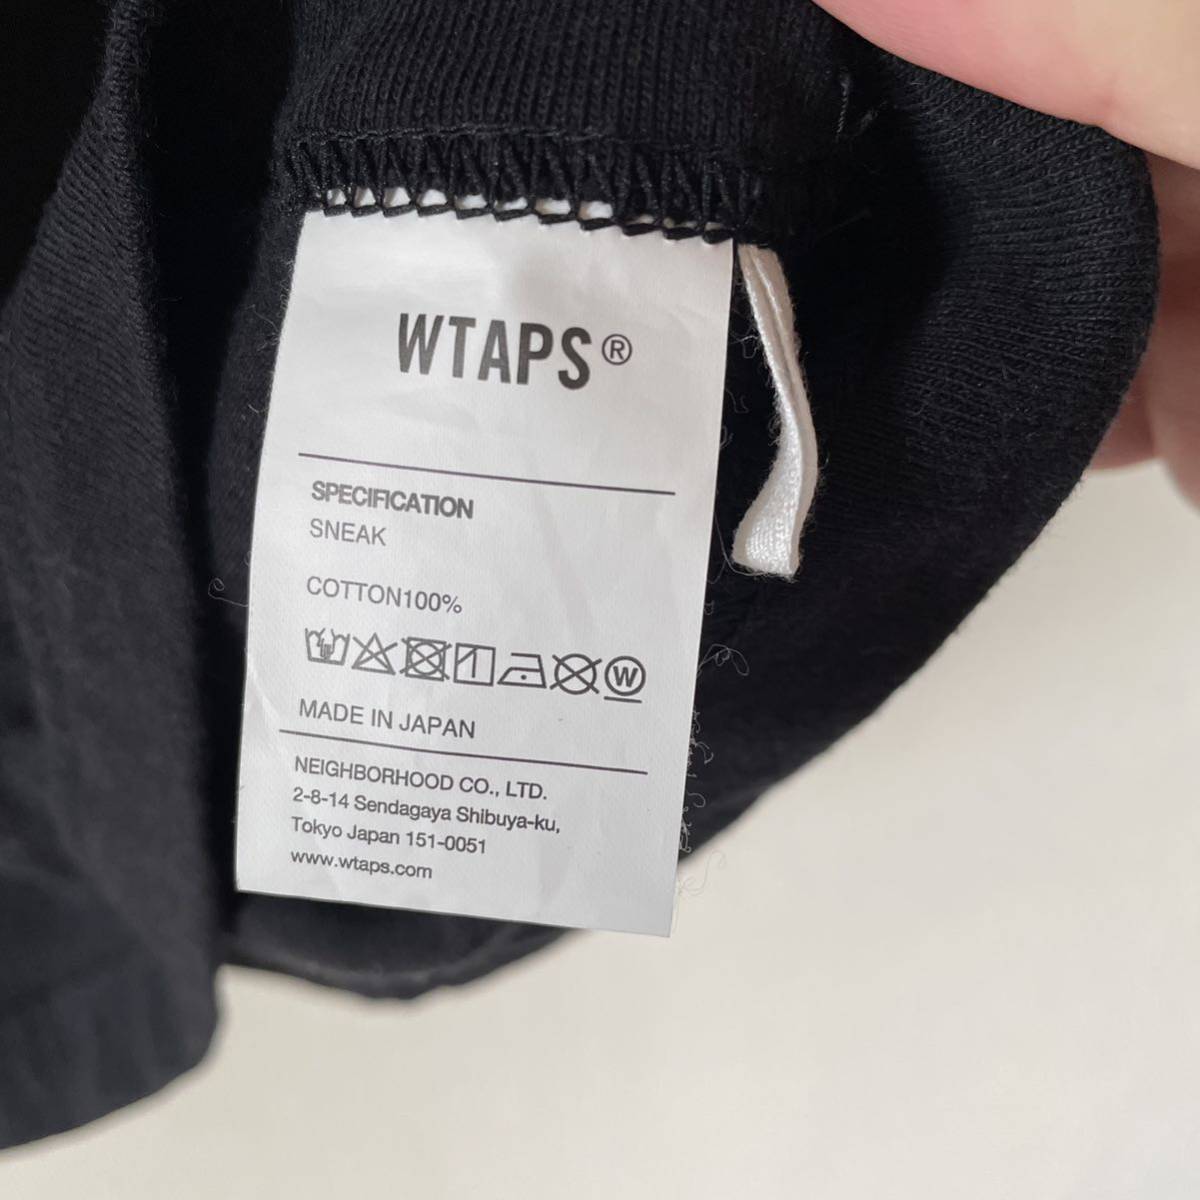 WTAPS®
SPECIFICATION
SNEAK
COTTON100%
W
MADE IN JAPAN
NEIGHBORHOOD CO., LTD.
2-8-14 Sendagaya Shibuya-ku,
Tokyo Japan 151-0051
www.wtaps.com